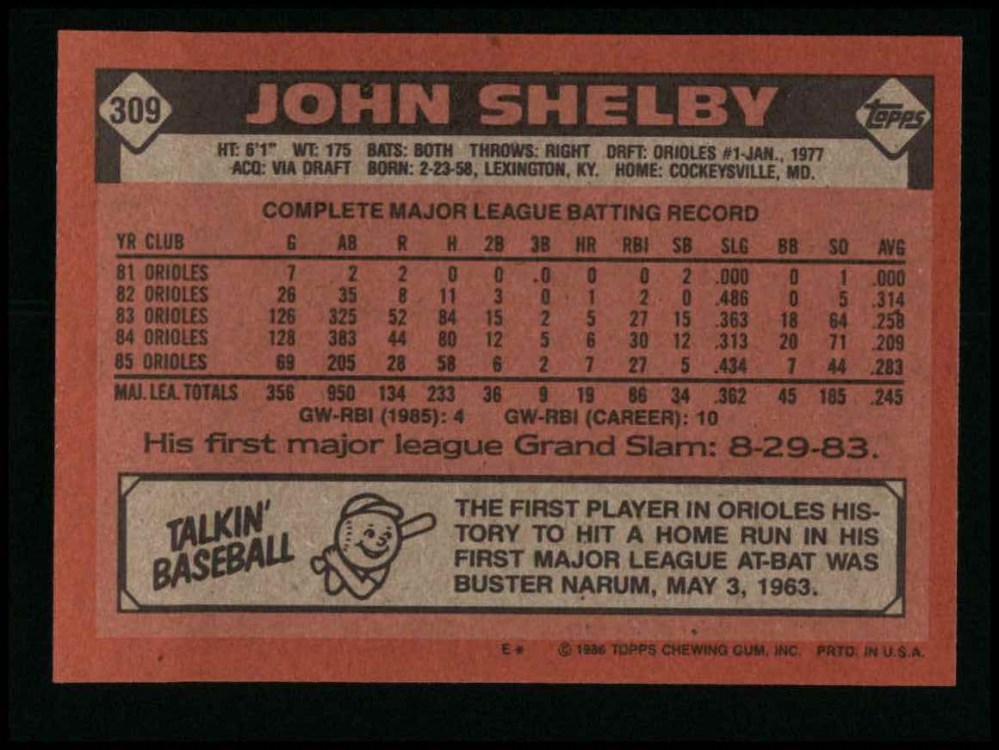 309
JOHN SHELBY
Topps
HT: 6'1" WT: 175 BATS: BOTH THROWS: RIGHT DRFT: ORIOLES #1-JAN., 1977
ACQ: VIA DRAFT BORN: 2-23-58, LEXINGTON, KY. HOME: COCKEYSVILLE, MD.
COMPLETE MAJOR LEAGUE BATTING RECORD
YR CLUB G AB R H 2B 3B HR RBI SB SLG BB SO AVG
81 ORIOLES 7 2 2 0 0 .0 0 0 2 .000 0 1 .000
82 ORIOLES 26 35 8 11 3 0 1 2 0 .486 0 5 .314
83 ORIOLES 126 325 52 84 15 2 5 27 15 .363 18 64 .258
84 ORIOLES 128 383 44 80 12 5 6 30 12 .313 20 71 .209
85 ORIOLES 69 205 28 58 6 2 7 27 5 .434 7 44 .283
MAJ. LEA. TOTALS 356 950 134 233 36 9 19 86 34 .362 45 185 .245
GW-RBI (1985): 4 GW-RBI (CAREER): 10
His first major league Grand Slam: 8-29-83.
TALKIN'
BASEBALL
THE FIRST PLAYER IN ORIOLES HIS-
TORY TO HIT A HOME RUN IN HIS
FIRST MAJOR LEAGUE AT-BAT WAS
BUSTER NARUM, MAY 3, 1963.
E* © 1986 TOPPS CHEWING GUM, INC. PRTD. IN U.S.A.